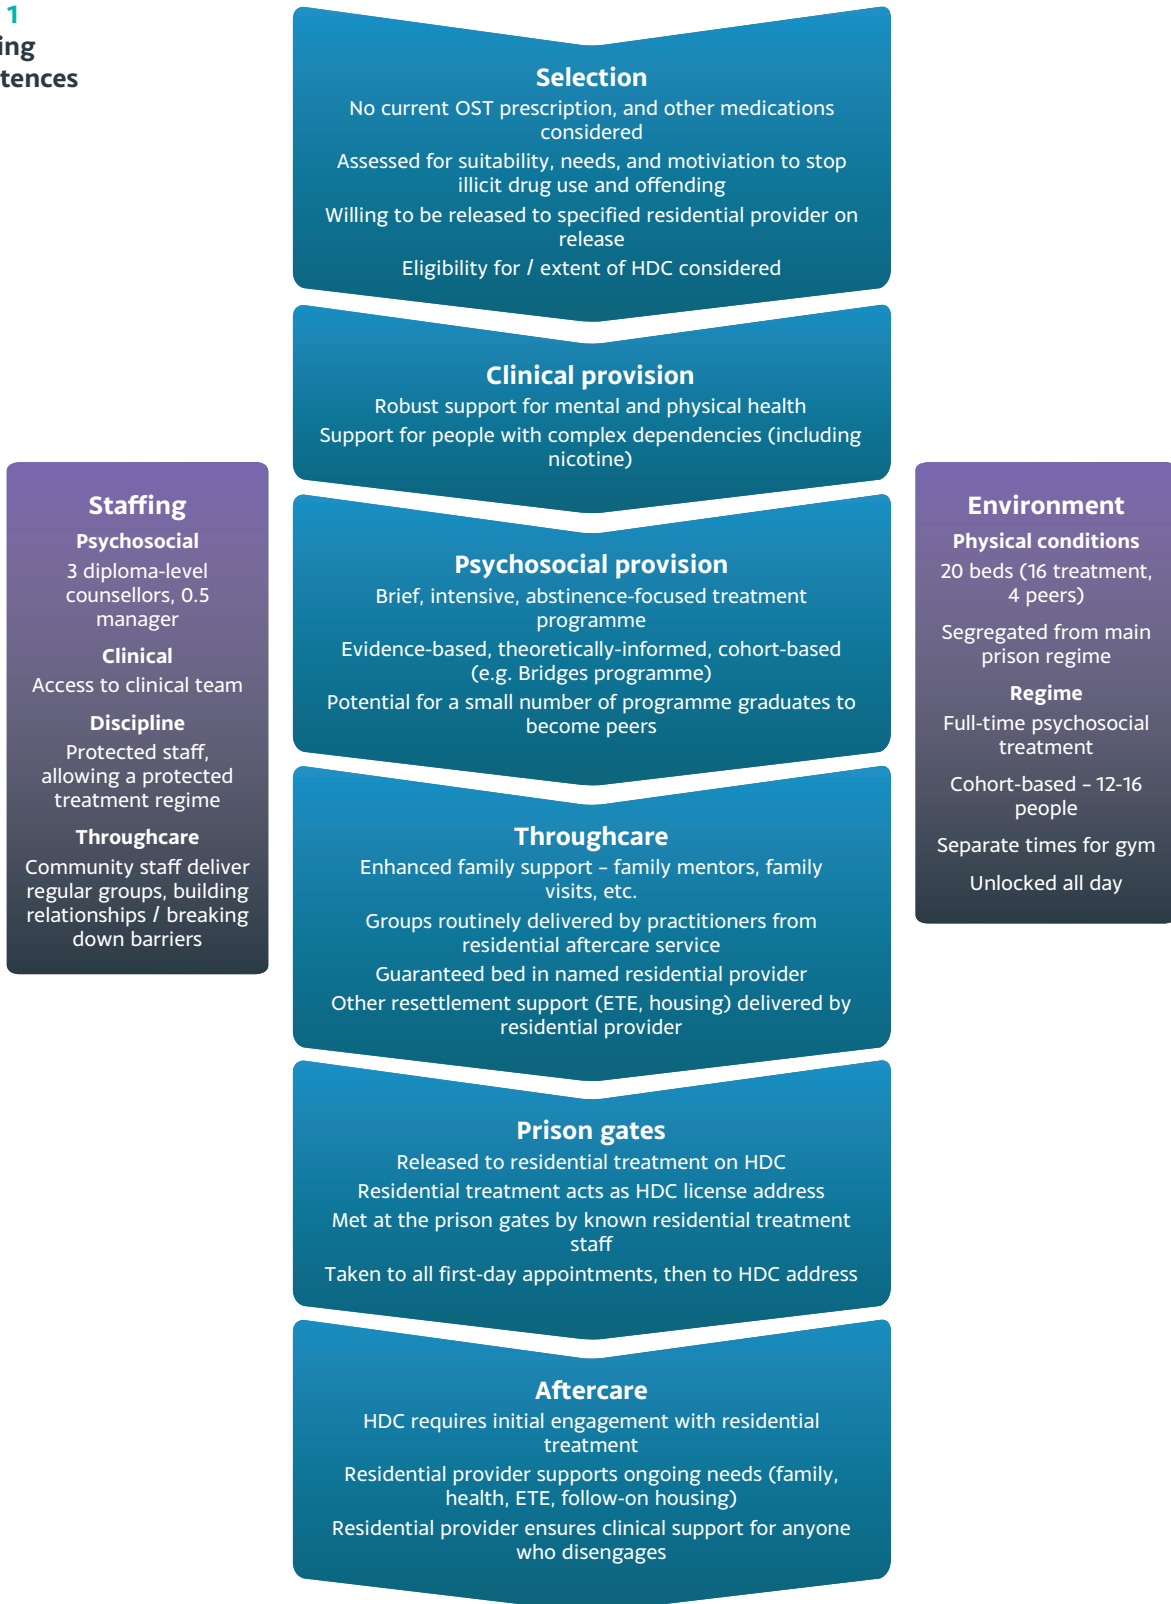 1
ing
tences
Selection
No current OST prescription, and other medications
considered
Assessed for suitability, needs, and motiviation to stop
illicit drug use and offending
Willing to be released to specified residential provider on
release
Eligibility for / extent of HDC considered
Clinical provision
Robust support for mental and physical health
Support for people with complex dependencies (including
nicotine)
Staffing
Psychosocial
3 diploma-level
counsellors, 0.5
manager
Clinical
Access to clinical team
Discipline
Protected staff,
allowing a protected
treatment regime
Throughcare
Community staff deliver
regular groups, building
relationships / breaking
down barriers
Psychosocial provision
Brief, intensive, abstinence-focused treatment
programme
Evidence-based, theoretically-informed, cohort-based
(e.g. Bridges programme)
Potential for a small number of programme graduates to
become peers
Environment
Physical conditions
20 beds (16 treatment,
4 peers)
Segregated from main
prison regime
Regime
Full-time psychosocial
treatment
Cohort-based – 12-16
people
Separate times for gym
Unlocked all day
Throughcare
Enhanced family support – family mentors, family
visits, etc.
Groups routinely delivered by practitioners from
residential aftercare service
Guaranteed bed in named residential provider
Other resettlement support (ETE, housing) delivered by
residential provider
Prison gates
Released to residential treatment on HDC
Residential treatment acts as HDC license address
Met at the prison gates by known residential treatment
staff
Taken to all first-day appointments, then to HDC address
Aftercare
HDC requires initial engagement with residential
treatment
Residential provider supports ongoing needs (family,
health, ETE, follow-on housing)
Residential provider ensures clinical support for anyone
who disengages